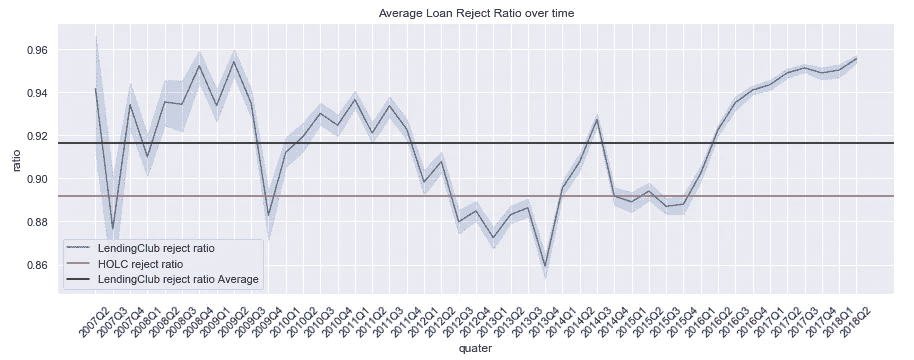 Average Loan Reject Ratio over time
ratio
0.96
0.94
0.92
0.90
0.88
0.86
LendingClub reject ratio
HOLC reject ratio
LendingClub reject ratio Average
2007Q2
2007Q3
2007Q4
2008Q1
2008Q2
2008Q3
2008Q4
2009Q1
2009Q2
2009Q3
2009Q4
2010Q1
2010Q2
2010Q3
2010Q4
2011Q1
2011Q2
2011Q3
2011Q4
2012Q1
2012Q2
2012Q3
2012Q4
2013Q1
2013Q2
2013Q3
2013Q4
2014Q1
2014Q2
2014Q3
2014Q4
2015Q1
2015Q2
2015Q3
2015Q4
2016Q1
2016Q2
2016Q3
2016Q4
2017Q1
2017Q2
2017Q3
2017Q4
2018Q1
2018Q2
quater